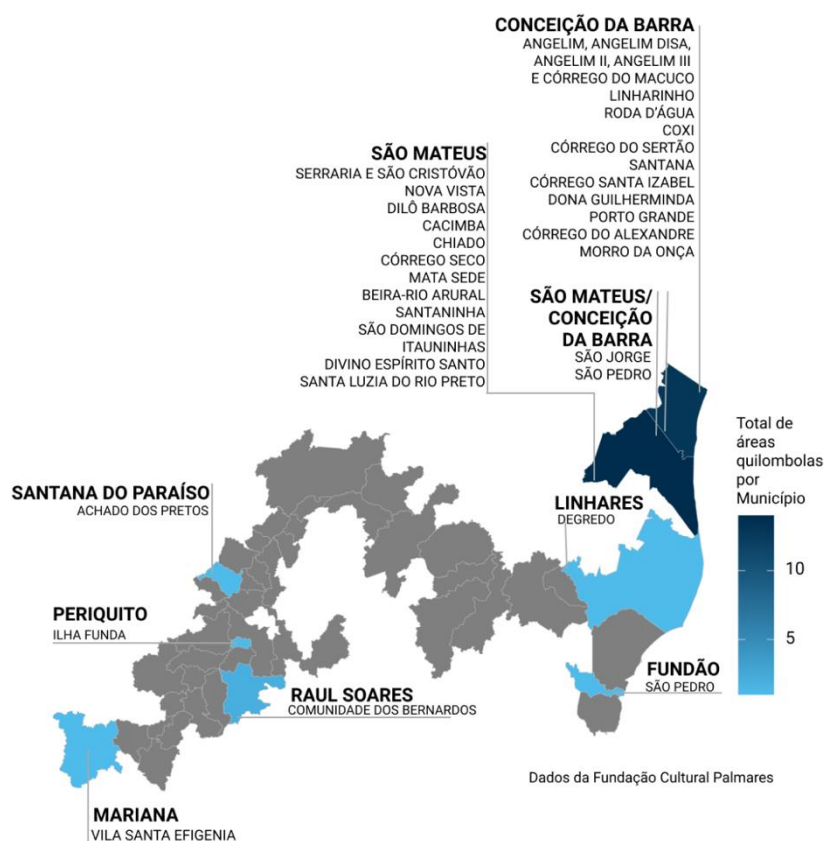 CONCEIÇÃO DA BARRA
ANGELIM, ANGELIM DISA,
ANGELIM II, ANGELIM III
E CÓRREGO DO MACUCO
LINHARINHO
RODA D'ÁGUA
COXI
CÓRREGO DO SERTÃO
SANTANA
CÓRREGO SANTA IZABEL
DONA GUILHERMINDA
PORTO GRANDE
CÓRREGO DO ALEXANDRE
MORRO DA ONÇA
SÃO MATEUS
SERRARIA E SÃO CRISTÓVÃO
NOVA VISTA
DILÔ BARBOSA
CACIMBA
CHIADO
CÓRREGO SECO
MATA SEDE
BEIRA-RIO ARURAL
SANTANINHA
SÃO DOMINGOS DE
ITAUNINHAS
DIVINO ESPÍRITO SANTO
SANTA LUZIA DO RIO PRETO
SÃO MATEUS/
CONCEIÇÃO
DA BARRA
SÃO JORGE
SÃO PEDRO
Total de
áreas
quilombolas
por
Município
10
5
SANTANA DO PARAÍSO
ACHADO DOS PRETOS
LINHARES
DEGREDO
PERIQUITO
ILHA FUNDA
RAUL SOARES
COMUNIDADE DOS BERNARDOS
FUNDÃO
SÃO PEDRO
MARIANA
VILA SANTA EFIGENIA
Dados da Fundação Cultural Palmares